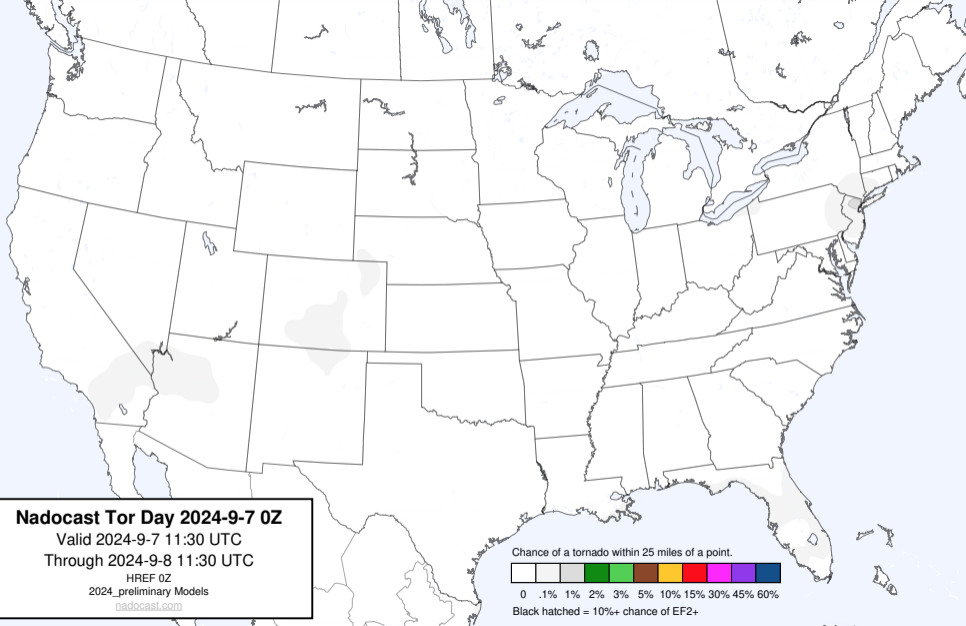 Nadocast Tor Day 2024-9-7 0Z
Valid 2024-9-7 11:30 UTC
Through 2024-9-8 11:30 UTC
HREF 0Z
2024_preliminary Models
nadocast.com
Chance of a tornado within 25 miles of a point.
0 .1% 1% 2% 3% 5% 10% 15% 30% 45% 60%
Black hatched = 10%+ chance of EF2+